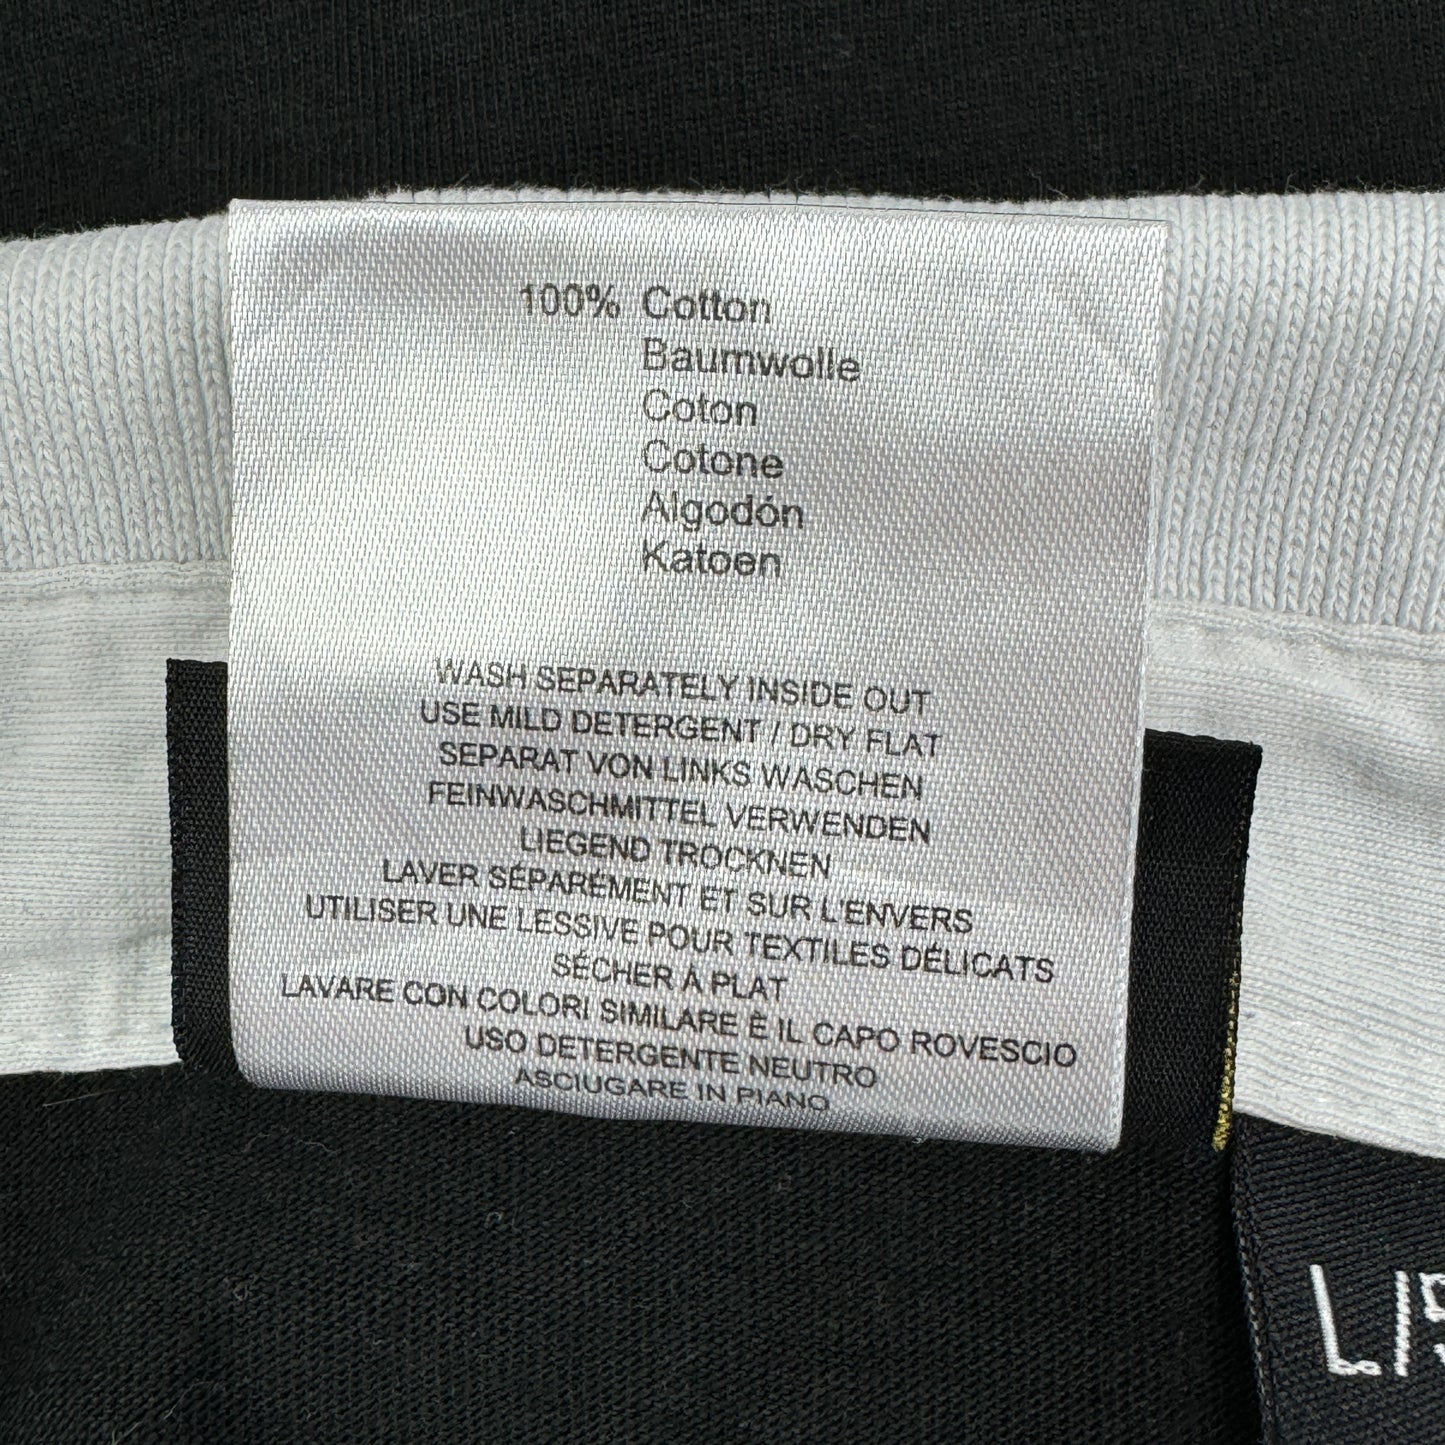 100% Cotton
Baumwolle
Coton
Cotone
Algodón
Katoen
WASH SEPARATELY INSIDE OUT
USE MILD DETERGENT / DRY FLAT
SEPARAT VON LINKS WASCHEN
FEINWASCHMITTEL VERWENDEN
LIEGEND TROCKNEN
LAVER SÉPARÉMENT ET SUR L'ENVERS
UTILISER UNE LESSIVE POUR TEXTILES DÉLICATS
SÉCHER À PLAT
LAVARE CON COLORI SIMILARE È IL CAPO ROVESCIO
USO DETERGENTE NEUTRO
ASCIUGARE IN PIANO
L/